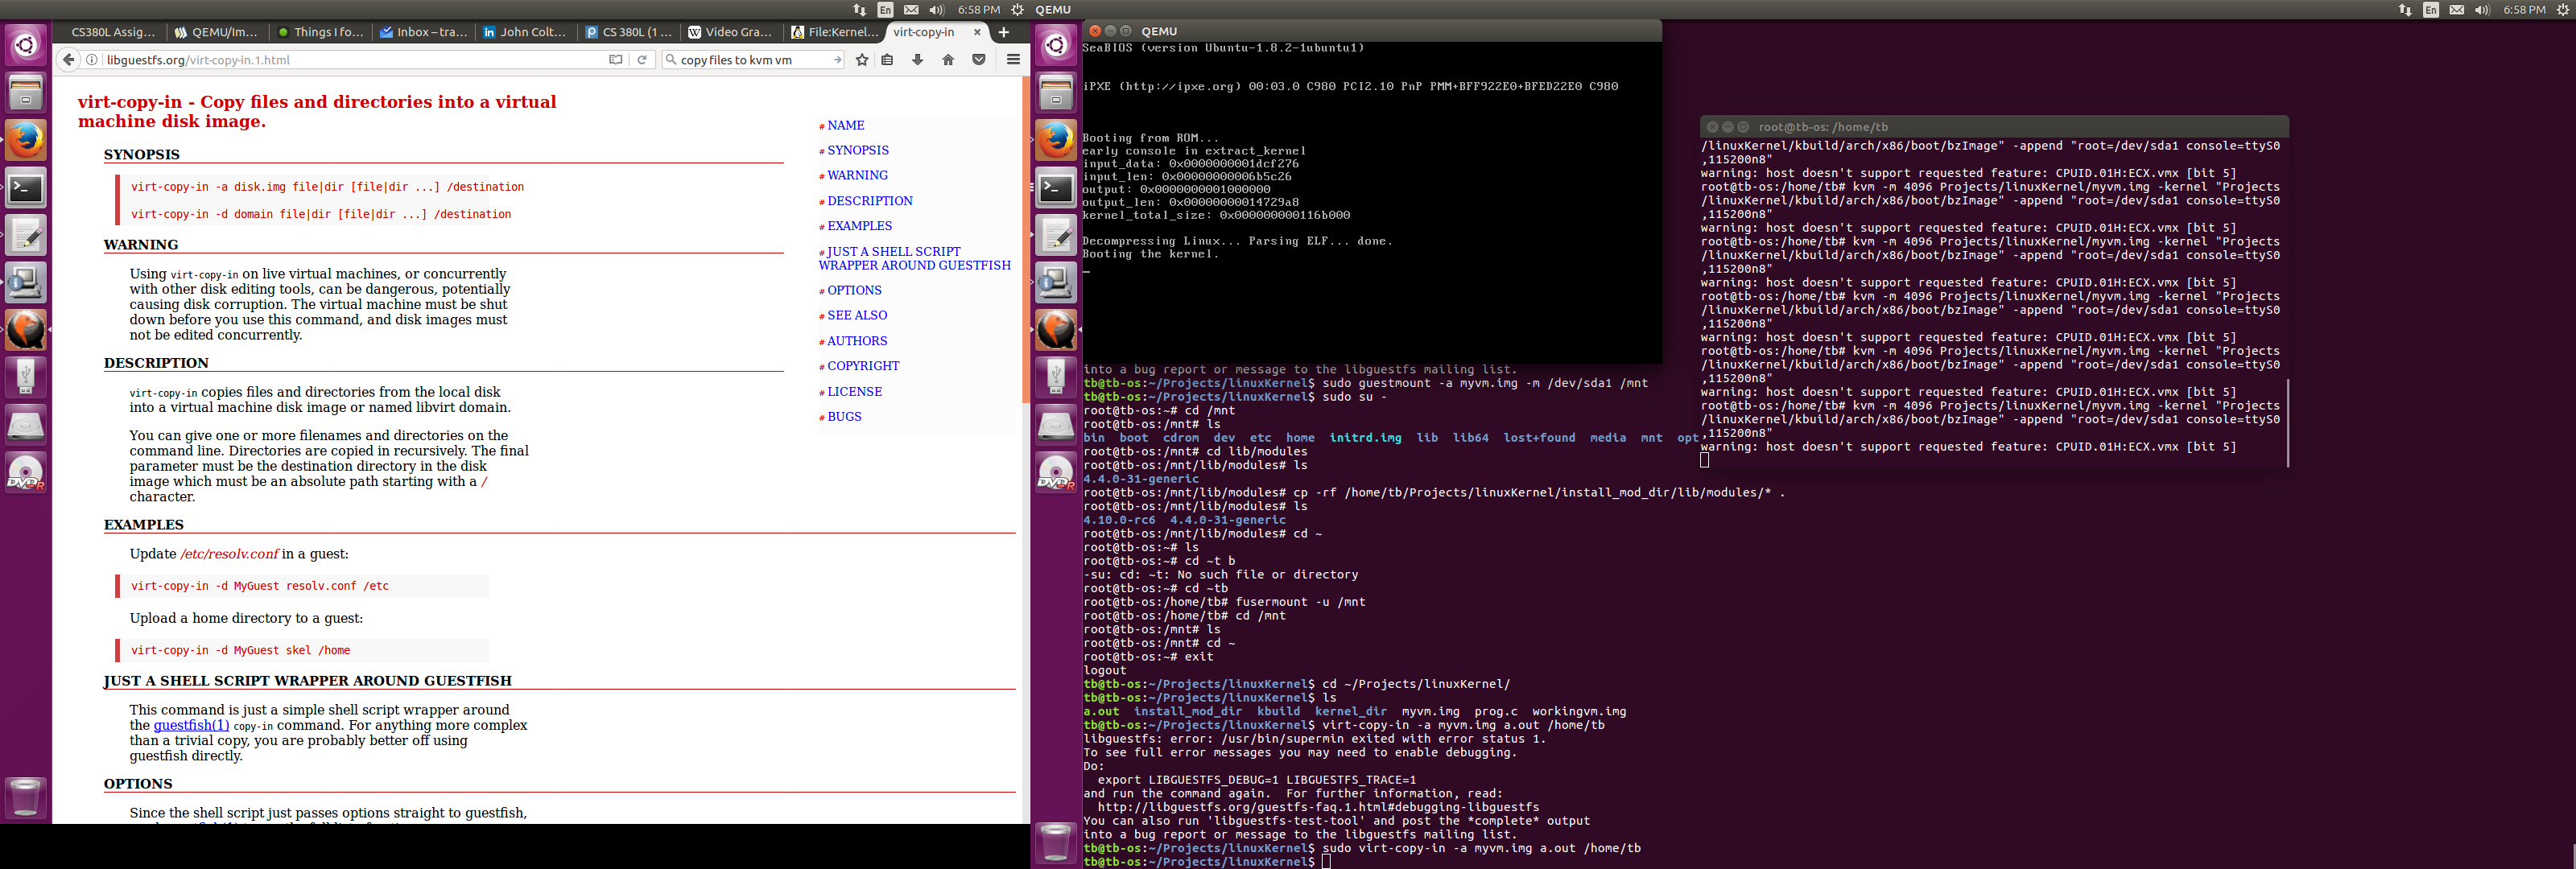 En
6:58 PM
QEMU
En
6:58 PM
CS380L Assig...
QEMU/Im...
Things I fo...
Inbox – tra...
John Colt...
CS 380L (1 ...
Video Gra...
File:Kernel...
virt-copy-in
libguestfs.org/virt-copy-in.1.html
copy files to kvm vm
virt-copy-in - Copy files and directories into a virtual
machine disk image.
SYNOPSIS
virt-copy-in -a disk.img file|dir [file|dir ...] /destination
virt-copy-in -d domain file|dir [file|dir ...] /destination
WARNING
Using virt-copy-in on live virtual machines, or concurrently
with other disk editing tools, can be dangerous, potentially
causing disk corruption. The virtual machine must be shut
down before you use this command, and disk images must
not be edited concurrently.
DESCRIPTION
virt-copy-in copies files and directories from the local disk
into a virtual machine disk image or named libvirt domain.
You can give one or more filenames and directories on the
command line. Directories are copied in recursively. The final
parameter must be the destination directory in the disk
image which must be an absolute path starting with a /
character.
EXAMPLES
Update /etc/resolv.conf in a guest:
virt-copy-in -d MyGuest resolv.conf /etc
Upload a home directory to a guest:
virt-copy-in -d MyGuest skel /home
JUST A SHELL SCRIPT WRAPPER AROUND GUESTFISH
This command is just a simple shell script wrapper around
the guestfish(1) copy-in command. For anything more complex
than a trivial copy, you are probably better off using
guestfish directly.
OPTIONS
Since the shell script just passes options straight to guestfish,
# NAME
# SYNOPSIS
# WARNING
# DESCRIPTION
# EXAMPLES
# JUST A SHELL SCRIPT
WRAPPER AROUND GUESTFISH
# OPTIONS
# SEE ALSO
# AUTHORS
# COPYRIGHT
# LICENSE
# BUGS
QEMU
SeaBIOS (version Ubuntu-1.8.2-1ubuntu1)
iPXE (http://ipxe.org) 00:03.0 C980 PCI2.10 PnP PMM+BFF922E0+BFED22E0 C980
Booting from ROM...
early console in extract_kernel
input_data: 0x0000000001dcf276
input_len: 0x00000000006b5c26
output: 0x0000000001000000
output_len: 0x00000000014729a8
kernel_total_size: 0x000000000116b000
Decompressing Linux... Parsing ELF... done.
Booting the kernel.
into a bug report or message to the libguestfs mailing list.
tb@tb-os:~/Projects/linuxKernel$ sudo guestmount -a myvm.img -m /dev/sda1 /mnt
tb@tb-os:~/Projects/linuxKernel$ sudo su -
root@tb-os:~# cd /mnt
root@tb-os:/mnt# ls
bin boot cdrom dev etc home initrd.img lib lib64 lost+found media mnt opt
root@tb-os:/mnt# cd lib/modules
root@tb-os:/mnt/lib/modules# ls
4.4.0-31-generic
root@tb-os:/mnt/lib/modules# cp -rf /home/tb/Projects/linuxKernel/install_mod_dir/lib/modules/* .
root@tb-os:/mnt/lib/modules# ls
4.10.0-rc6 4.4.0-31-generic
root@tb-os:/mnt/lib/modules# cd ~
root@tb-os:~# ls
root@tb-os:~# cd ~t b
-su: cd: ~t: No such file or directory
root@tb-os:~# cd ~tb
root@tb-os:/home/tb# fusermount -u /mnt
root@tb-os:/home/tb# cd /mnt
root@tb-os:/mnt# ls
root@tb-os:/mnt# cd ~
root@tb-os:~# exit
logout
tb@tb-os:~/Projects/linuxKernel$ cd ~/Projects/linuxKernel/
tb@tb-os:~/Projects/linuxKernel$ ls
a.out install_mod_dir kbuild kernel_dir myvm.img prog.c workingvm.img
tb@tb-os:~/Projects/linuxKernel$ virt-copy-in -a myvm.img a.out /home/tb
libguestfs: error: /usr/bin/supermin exited with error status 1.
To see full error messages you may need to enable debugging.
Do:
export LIBGUESTFS_DEBUG=1 LIBGUESTFS_TRACE=1
and run the command again. For further information, read:
http://libguestfs.org/guestfs-faq.1.html#debugging-libguestfs
You can also run 'libguestfs-test-tool' and post the *complete* output
into a bug report or message to the libguestfs mailing list.
tb@tb-os:~/Projects/linuxKernel$ sudo virt-copy-in -a myvm.img a.out /home/tb
tb@tb-os:~/Projects/linuxKernel$
root@tb-os: /home/tb
/linuxKernel/kbuild/arch/x86/boot/bzImage" -append "root=/dev/sda1 console=ttyS0
,115200n8"
warning: host doesn't support requested feature: CPUID.01H:ECX.vmx [bit 5]
root@tb-os:/home/tb# kvm -m 4096 Projects/linuxKernel/myvm.img -kernel "Projects
/linuxKernel/kbuild/arch/x86/boot/bzImage" -append "root=/dev/sda1 console=ttyS0
,115200n8"
warning: host doesn't support requested feature: CPUID.01H:ECX.vmx [bit 5]
root@tb-os:/home/tb# kvm -m 4096 Projects/linuxKernel/myvm.img -kernel "Projects
/linuxKernel/kbuild/arch/x86/boot/bzImage" -append "root=/dev/sda1 console=ttyS0
,115200n8"
warning: host doesn't support requested feature: CPUID.01H:ECX.vmx [bit 5]
root@tb-os:/home/tb# kvm -m 4096 Projects/linuxKernel/myvm.img -kernel "Projects
/linuxKernel/kbuild/arch/x86/boot/bzImage" -append "root=/dev/sda1 console=ttyS0
,115200n8"
warning: host doesn't support requested feature: CPUID.01H:ECX.vmx [bit 5]
root@tb-os:/home/tb# kvm -m 4096 Projects/linuxKernel/myvm.img -kernel "Projects
/linuxKernel/kbuild/arch/x86/boot/bzImage" -append "root=/dev/sda1 console=ttyS0
,115200n8"
warning: host doesn't support requested feature: CPUID.01H:ECX.vmx [bit 5]
root@tb-os:/home/tb# kvm -m 4096 Projects/linuxKernel/myvm.img -kernel "Projects
/linuxKernel/kbuild/arch/x86/boot/bzImage" -append "root=/dev/sda1 console=ttyS0
,115200n8"
warning: host doesn't support requested feature: CPUID.01H:ECX.vmx [bit 5]